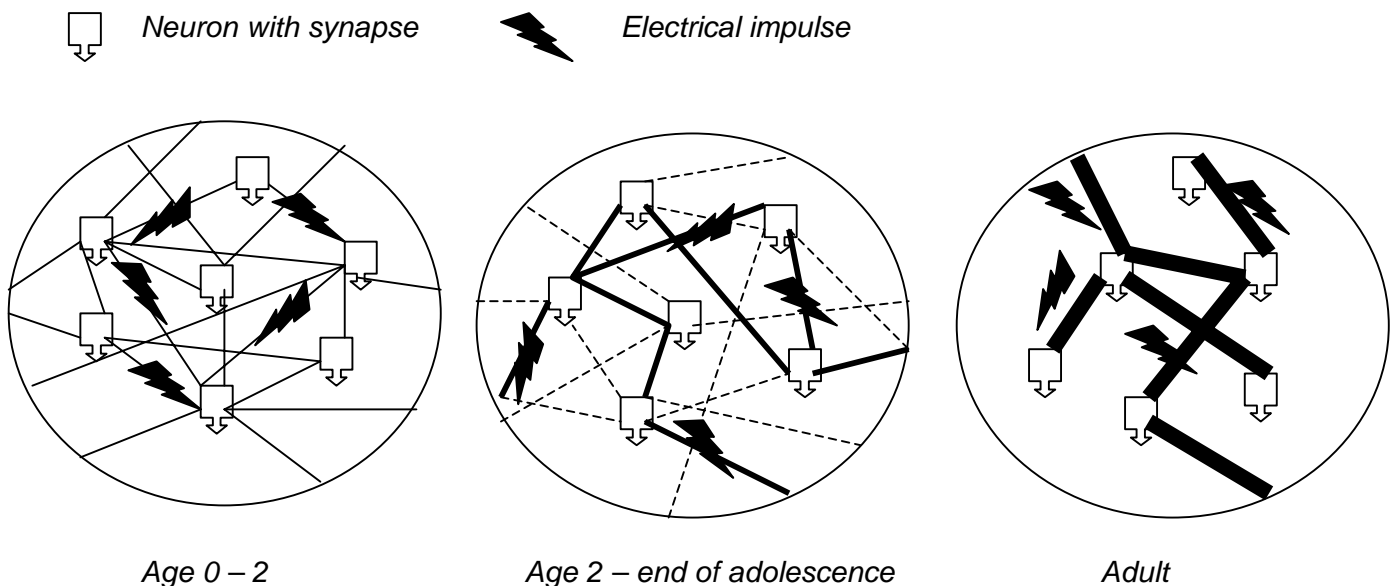 Neuron with synapse Electrical impulse
Age 0 – 2 Age 2 – end of adolescence Adult